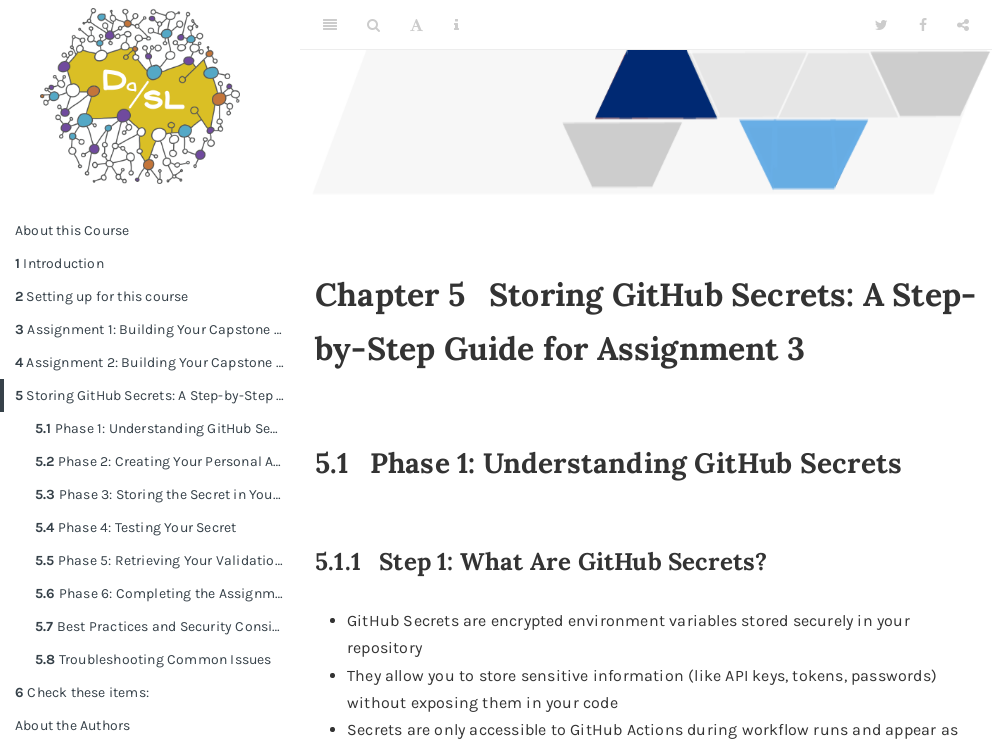 Da/SL
About this Course
1 Introduction
2 Setting up for this course
3 Assignment 1: Building Your Capstone …
4 Assignment 2: Building Your Capstone …
5 Storing GitHub Secrets: A Step-by-Step …
5.1 Phase 1: Understanding GitHub Se…
5.2 Phase 2: Creating Your Personal A…
5.3 Phase 3: Storing the Secret in You…
5.4 Phase 4: Testing Your Secret
5.5 Phase 5: Retrieving Your Validatio…
5.6 Phase 6: Completing the Assignm…
5.7 Best Practices and Security Consi…
5.8 Troubleshooting Common Issues
6 Check these items:
About the Authors
Chapter 5 Storing GitHub Secrets: A Step-
by-Step Guide for Assignment 3
5.1 Phase 1: Understanding GitHub Secrets
5.1.1 Step 1: What Are GitHub Secrets?
• GitHub Secrets are encrypted environment variables stored securely in your
repository
• They allow you to store sensitive information (like API keys, tokens, passwords)
without exposing them in your code
• Secrets are only accessible to GitHub Actions during workflow runs and appear as